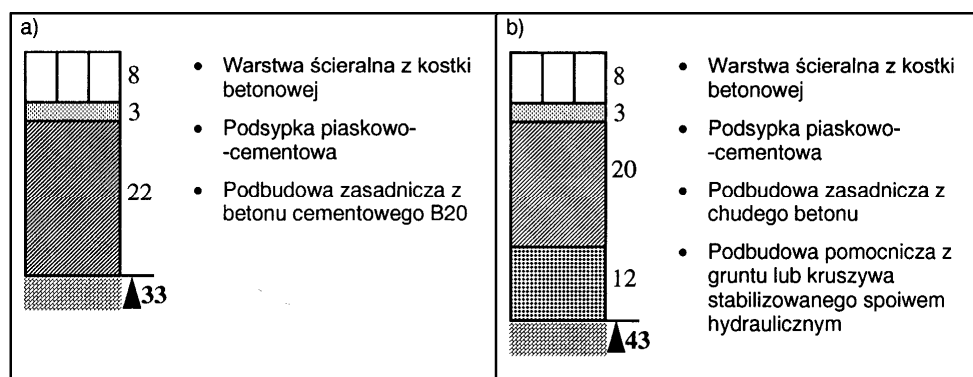 a)
8
3
22
33
• Warstwa ścieralna z kostki
betonowej
• Podsypka piaskowo-
-cementowa
• Podbudowa zasadnicza z
betonu cementowego B20
b)
8
3
20
12
43
• Warstwa ścieralna z kostki
betonowej
• Podsypka piaskowo-
-cementowa
• Podbudowa zasadnicza z
chudego betonu
• Podbudowa pomocnicza z
gruntu lub kruszywa
stabilizowanego spoiwem
hydraulicznym